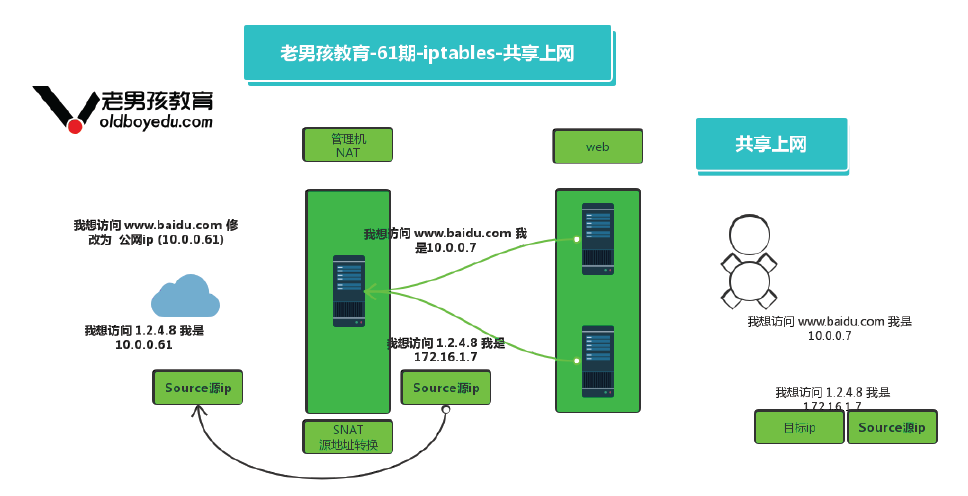 老男孩教育-61期-iptables-共享上网
老男孩教育
oldboyedu.com
管理机
NAT
web
共享上网
我想访问 www.baidu.com 修
改为 公网ip (10.0.0.61)
我想访问 www.baidu.com 我
是10.0.0.7
我想访问 1.2.4.8 我是
10.0.0.61
我想访问 1.2.4.8 我是
172.16.1.7
我想访问 www.baidu.com 我是
10.0.0.7
Source源ip
Source源ip
我想访问 1.2.4.8 我是
172.16.1.7
目标ip
Source源ip
SNAT
源地址转换